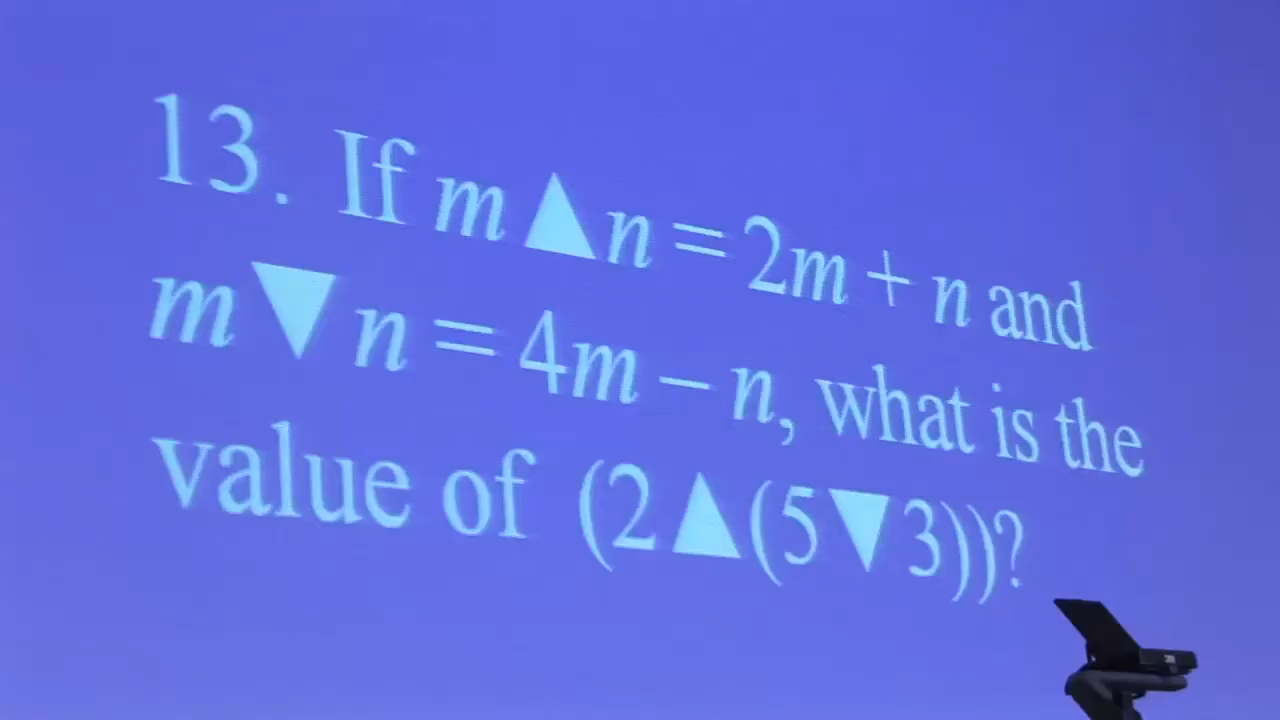 13. If m▲n = 2m + n and
m▼n = 4m – n, what is the
value of (2▲(5▼3))?